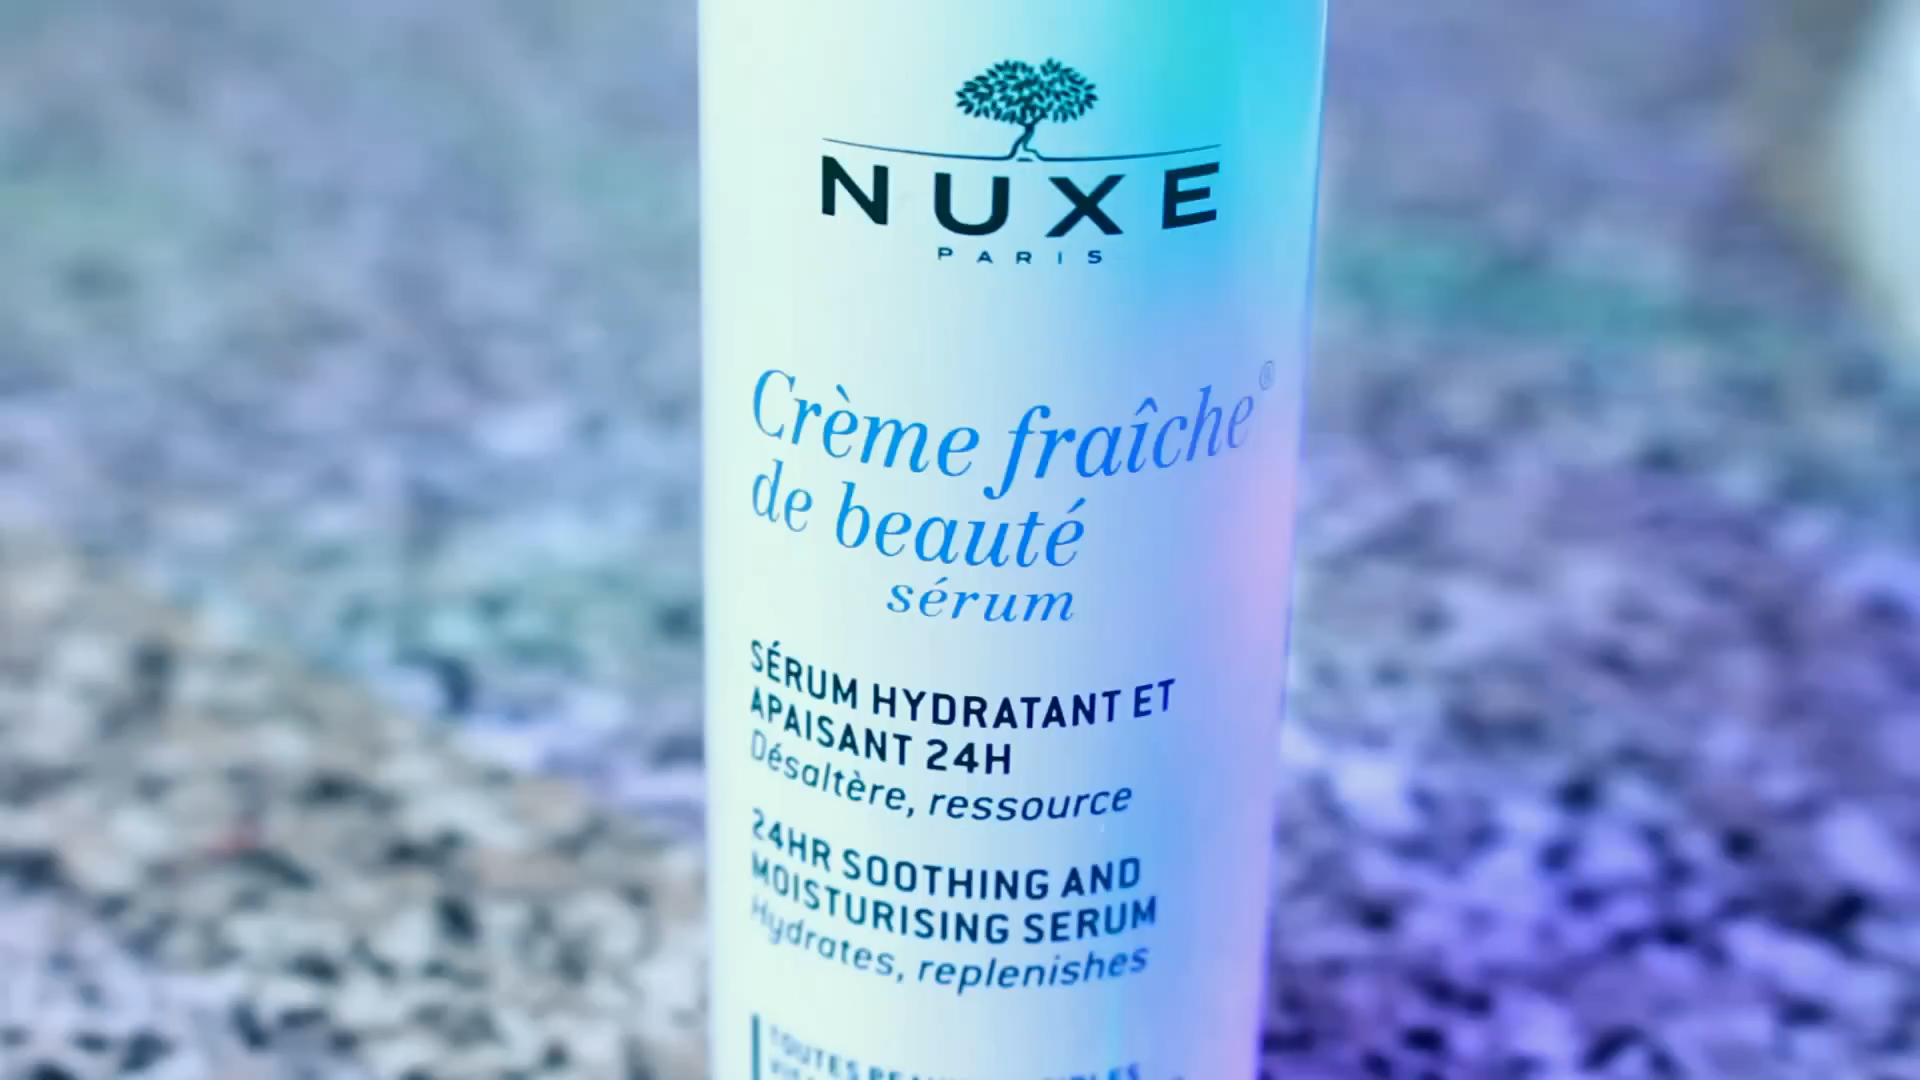 NUXE
PARIS
Crème fraîche®
de beauté
sérum
SÉRUM HYDRATANT ET
APAISANT 24H
Désaltère, ressource
24HR SOOTHING AND
MOISTURISING SERUM
Hydrates, replenishes
TOUTES